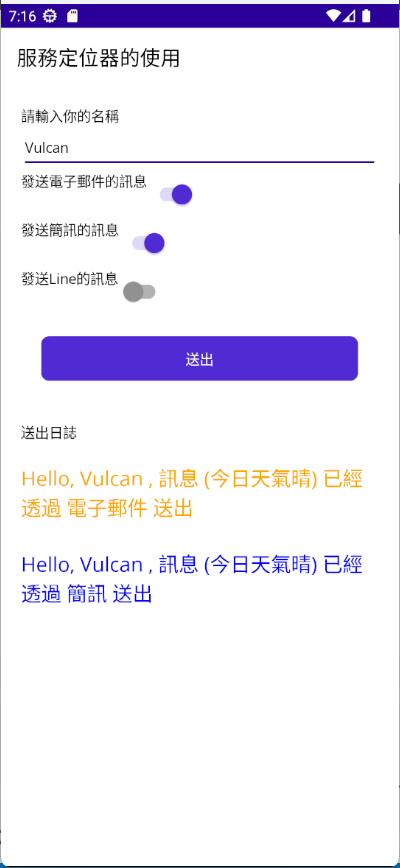 7:16
服務定位器的使用
請輸入你的名稱
Vulcan
發送電子郵件的訊息
發送簡訊的訊息
發送Line的訊息
送出
送出日誌
Hello, Vulcan , 訊息 (今日天氣晴) 已經
透過 電子郵件 送出
Hello, Vulcan , 訊息 (今日天氣晴) 已經
透過 簡訊 送出